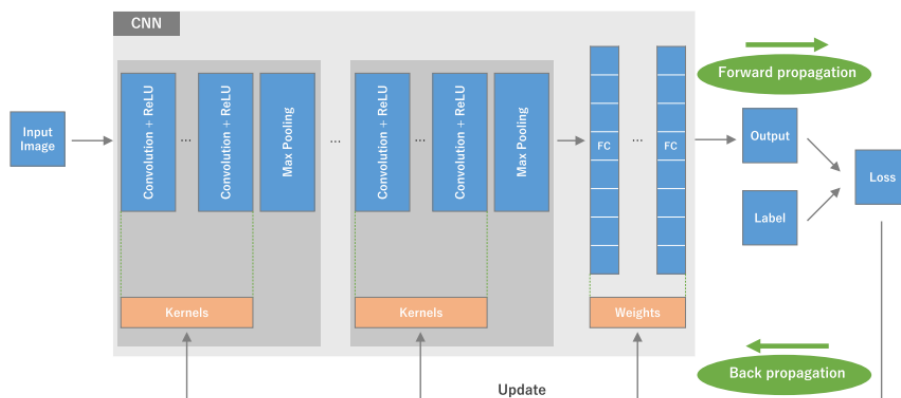 CNN
Forward propagation
Input
Image
Convolution + ReLU
...
Convolution + ReLU
Max Pooling
...
Convolution + ReLU
...
Convolution + ReLU
Max Pooling
FC
...
FC
Output
Label
Loss
Kernels
Kernels
Weights
Back propagation
Update